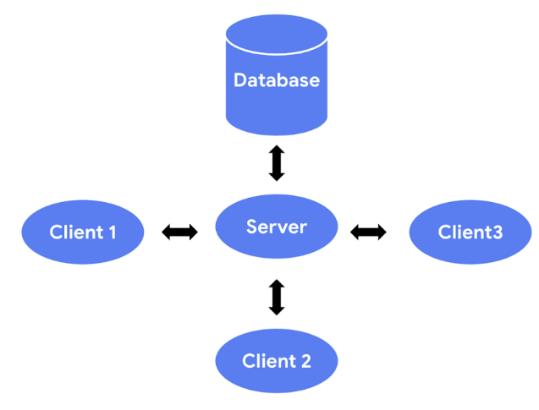 Database
Client 1
Server
Client3
Client 2